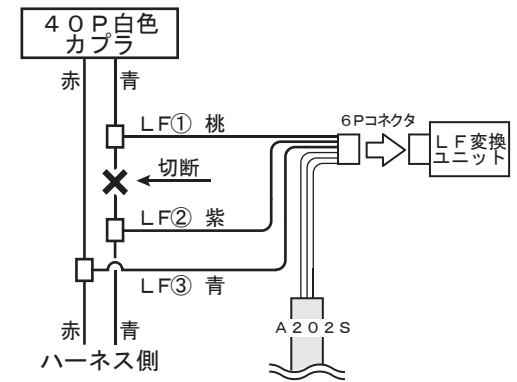 ４０Ｐ白色
カプラ
赤 青
ＬＦ① 桃
切断
ＬＦ② 紫
ＬＦ③ 青
赤 青
ハーネス側
６Ｐコネクタ
ＬＦ変換
ユニット
Ａ２０２Ｓ